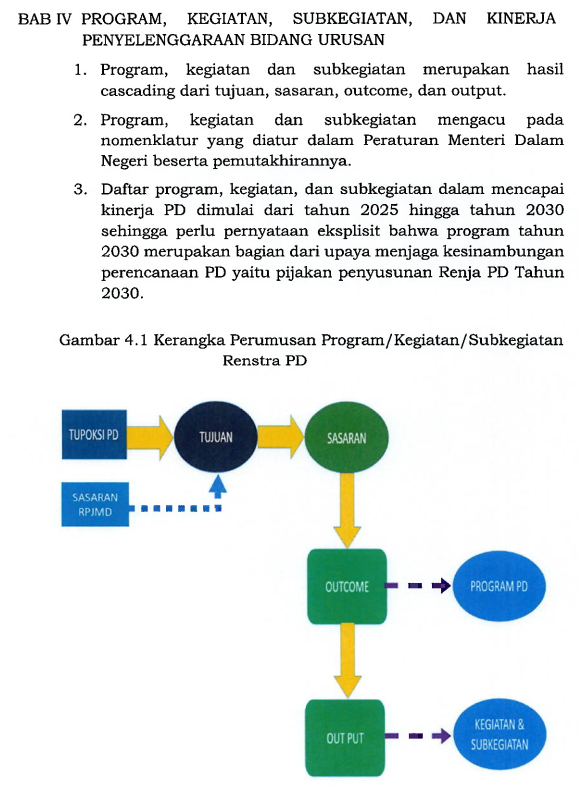 BAB IV PROGRAM, KEGIATAN, SUBKEGIATAN, DAN KINERJA
PENYELENGGARAAN BIDANG URUSAN
1. Program, kegiatan dan subkegiatan merupakan hasil
cascading dari tujuan, sasaran, outcome, dan output.
2. Program, kegiatan dan subkegiatan mengacu pada
nomenklatur yang diatur dalam Peraturan Menteri Dalam
Negeri beserta pemutakhirannya.
3. Daftar program, kegiatan, dan subkegiatan dalam mencapai
kinerja PD dimulai dari tahun 2025 hingga tahun 2030
sehingga perlu pernyataan eksplisit bahwa program tahun
2030 merupakan bagian dari upaya menjaga kesinambungan
perencanaan PD yaitu pijakan penyusunan Renja PD Tahun
2030.
Gambar 4.1 Kerangka Perumusan Program/Kegiatan/Subkegiatan
Renstra PD
TUPOKSI PD
TUJUAN
SASARAN
SASARAN
RPJMD
OUTCOME
PROGRAM PD
OUT PUT
KEGIATAN &
SUBKEGIATAN